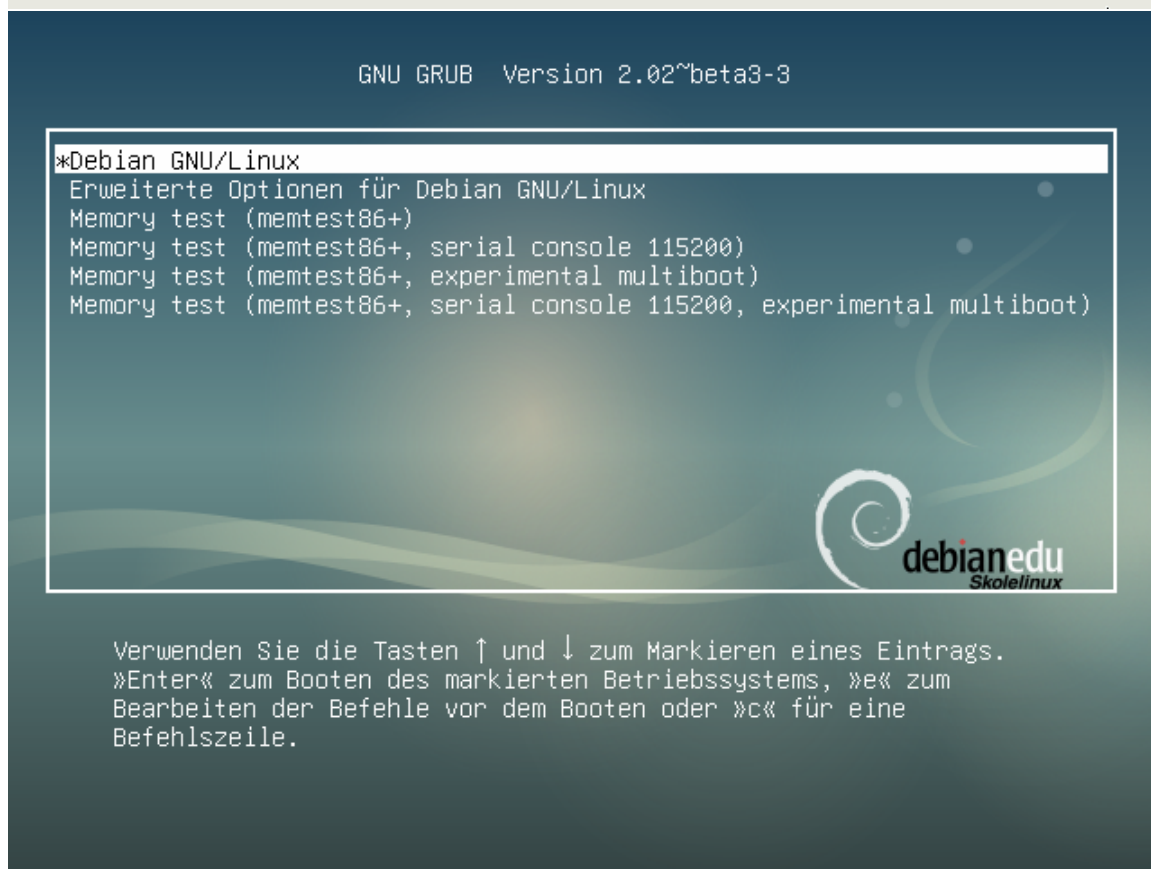 GNU GRUB  Version 2.02~beta3-3
*Debian GNU/Linux
Erweiterte Optionen für Debian GNU/Linux
Memory test (memtest86+)
Memory test (memtest86+, serial console 115200)
Memory test (memtest86+, experimental multiboot)
Memory test (memtest86+, serial console 115200, experimental multiboot)
debianedu
Skolelinux
Verwenden Sie die Tasten ↑ und ↓ zum Markieren eines Eintrags.
»Enter« zum Booten des markierten Betriebssystems, »e« zum
Bearbeiten der Befehle vor dem Booten oder »c« für eine
Befehlszeile.